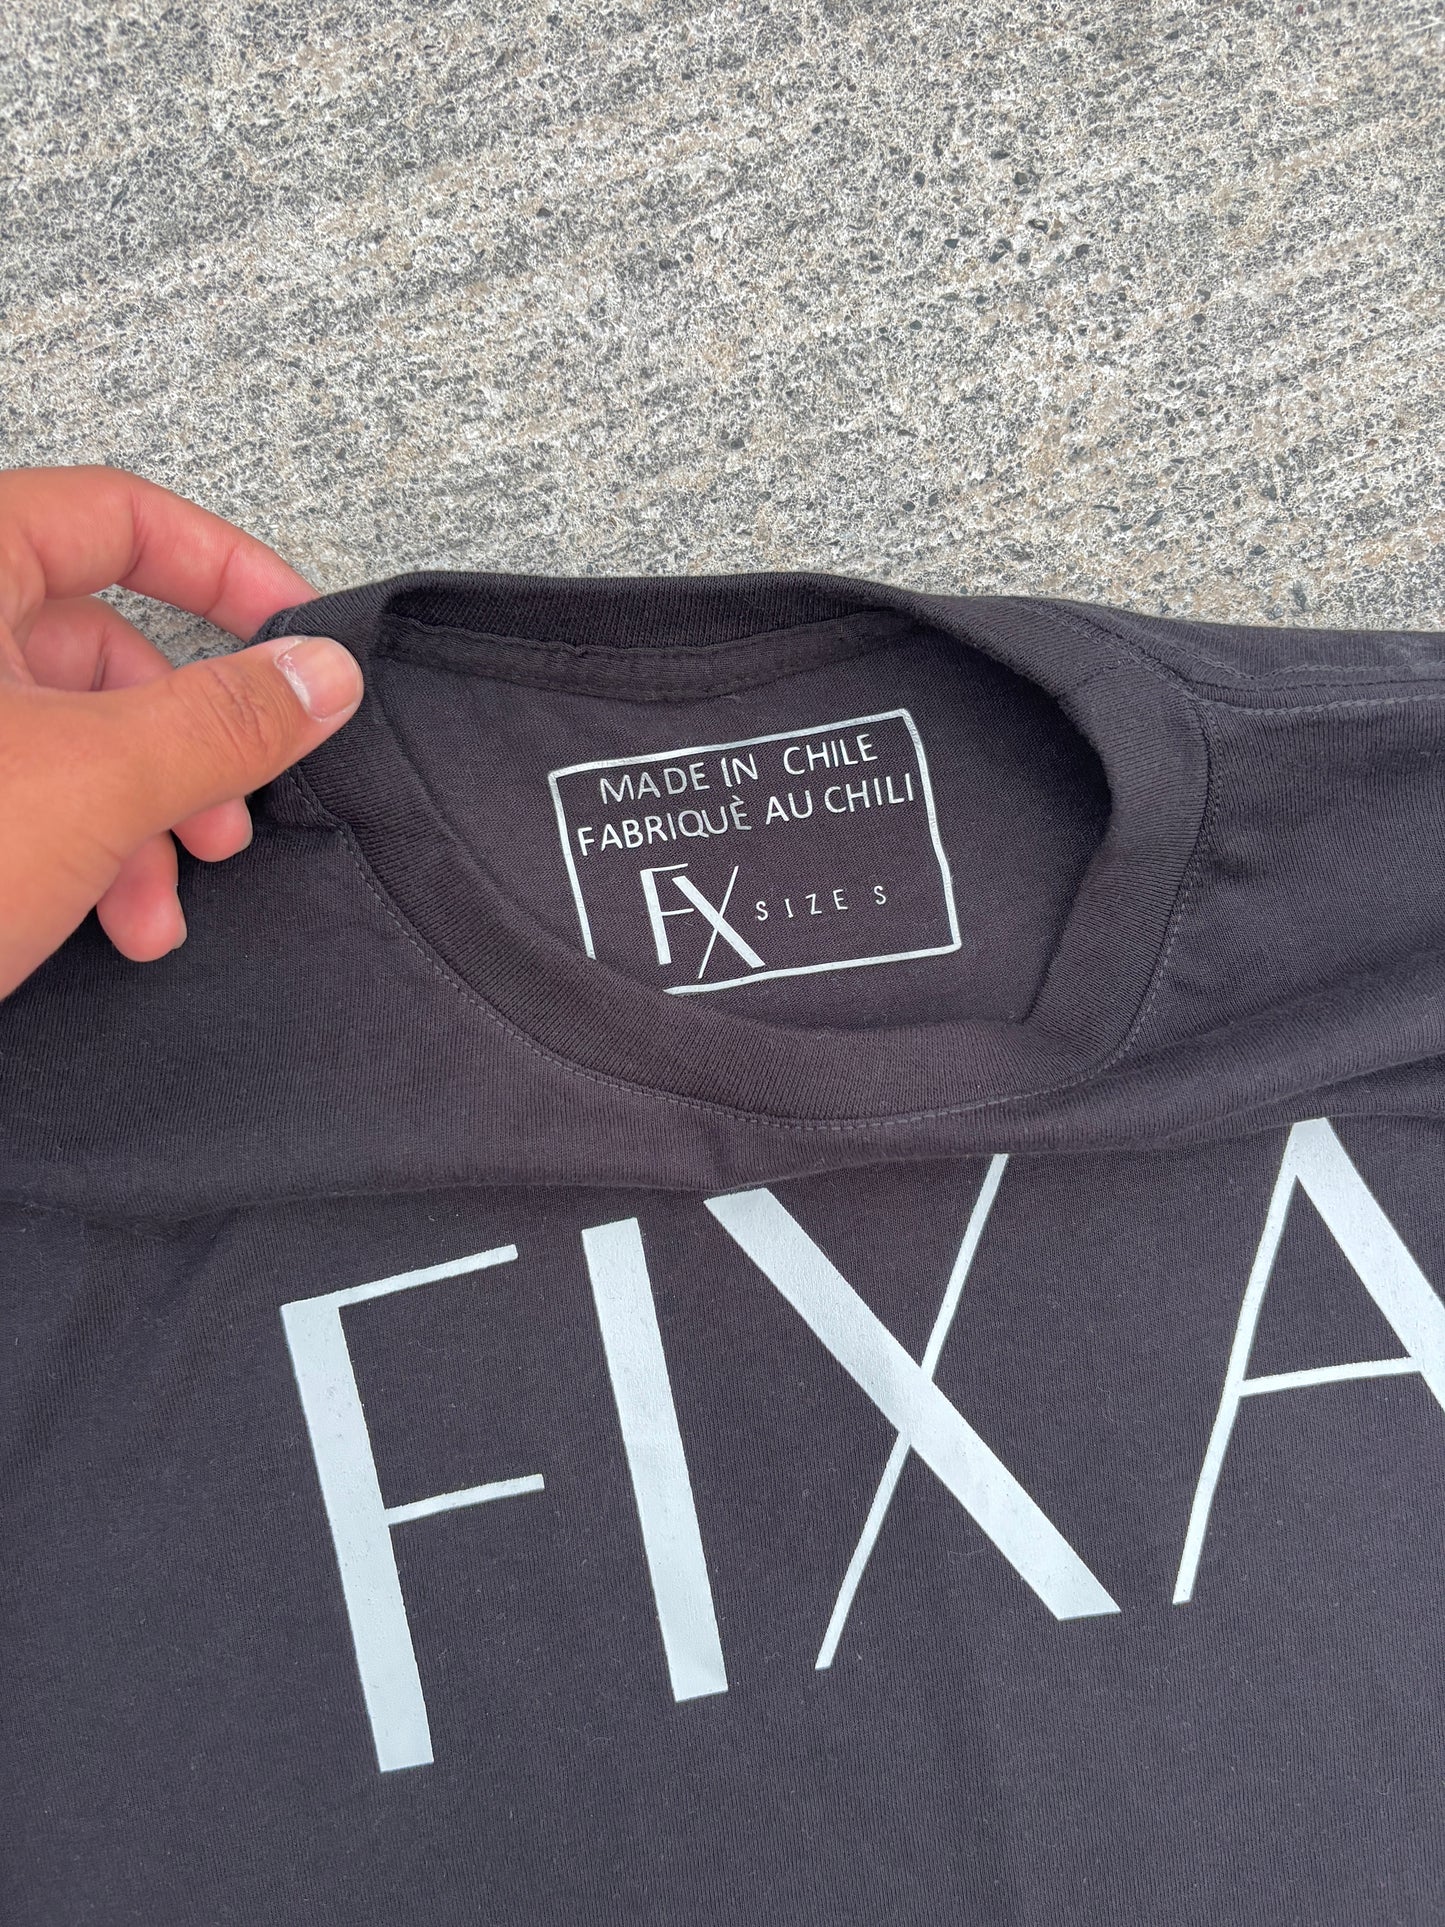 MADE IN CHILE
FABRIQUÈ AU CHILI
FX SIZE S
FIXA